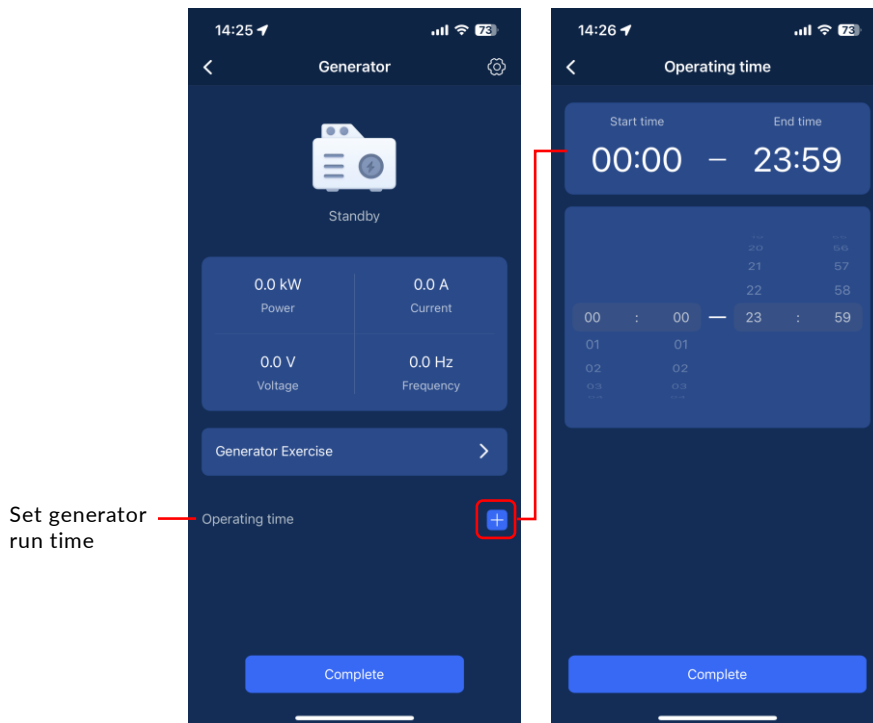 14:25
73
Generator
Standby
0.0 kW
Power
0.0 A
Current
0.0 V
Voltage
0.0 Hz
Frequency
Generator Exercise
Operating time
Complete
Set generator
run time
14:26
73
Operating time
Start time
End time
00:00 – 23:59
20 56
21 57
22 58
00 : 00 — 23 : 59
01 01
02 02
03 03
Complete